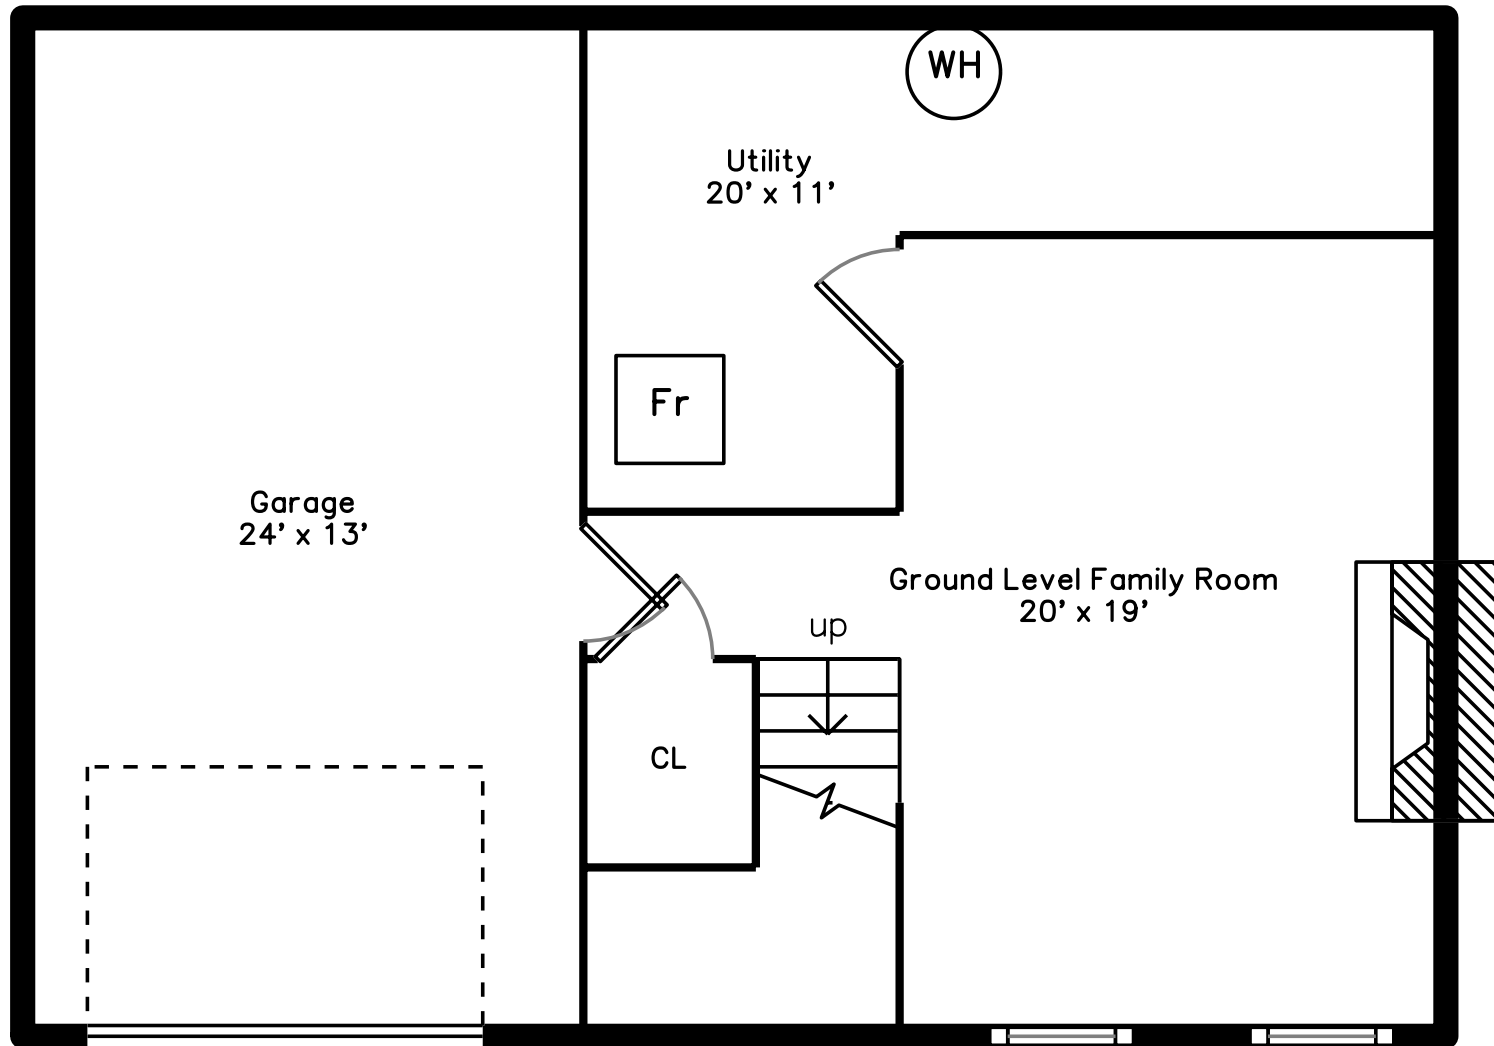 WH
Utility
20' x 11'
Fr
Garage
24' x 13'
Ground Level Family Room
20' x 19'
up
CL